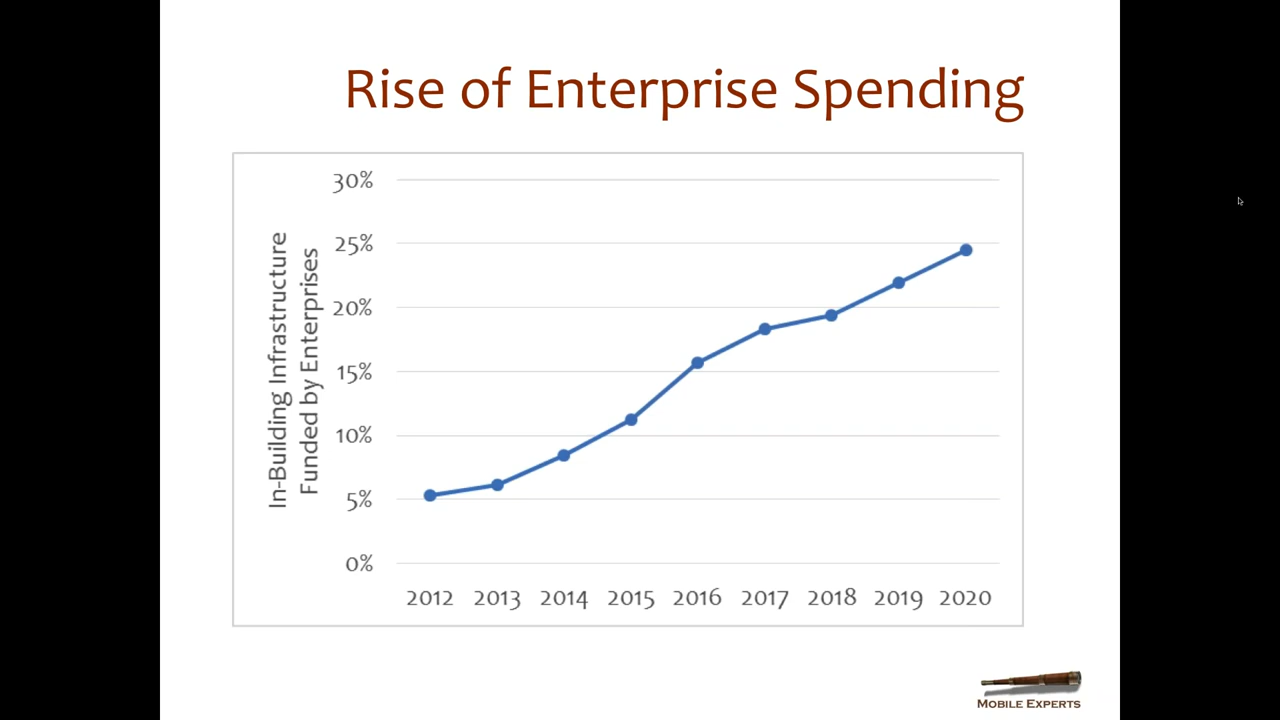 Rise of Enterprise Spending
In-Building Infrastructure
Funded by Enterprises
30%
25%
20%
15%
10%
5%
0%
2012 2013 2014 2015 2016 2017 2018 2019 2020
MOBILE EXPERTS